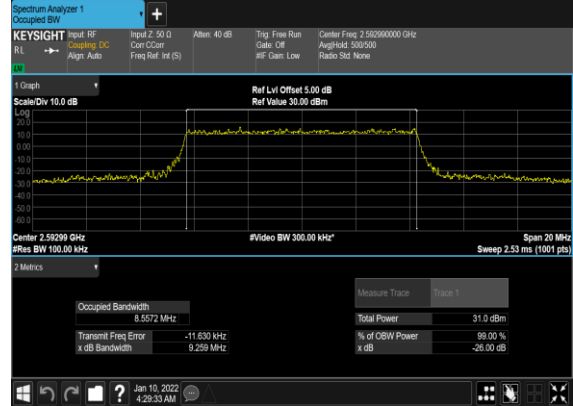 Spectrum Analyzer 1
Occupied BW
KEYSIGHT Input: RF Input Z: 50 Ω Atten: 40 dB Trig: Free Run Center Freq: 2.592990000 GHz
RL Coupling: DC Corr CCorr Gate: Off Avg|Hold: 500/500
Align: Auto Freq Ref: Int (S) #IF Gain: Low Radio Std: None
1 Graph
Ref Lvl Offset 5.00 dB
Scale/Div 10.0 dB Ref Value 30.00 dBm
Log
20.0
10.0
0.00
-10.0
-20.0
-30.0
-40.0
-50.0
-60.0
Center 2.59299 GHz #Video BW 300.00 kHz* Span 20 MHz
#Res BW 100.00 kHz Sweep 2.53 ms (1001 pts)
2 Metrics
Measure Trace Trace 1
Occupied Bandwidth
8.5572 MHz Total Power 31.0 dBm
Transmit Freq Error -11.630 kHz % of OBW Power 99.00 %
x dB Bandwidth 9.259 MHz x dB -26.00 dB
? Jan 10, 2022
4:29:33 AM